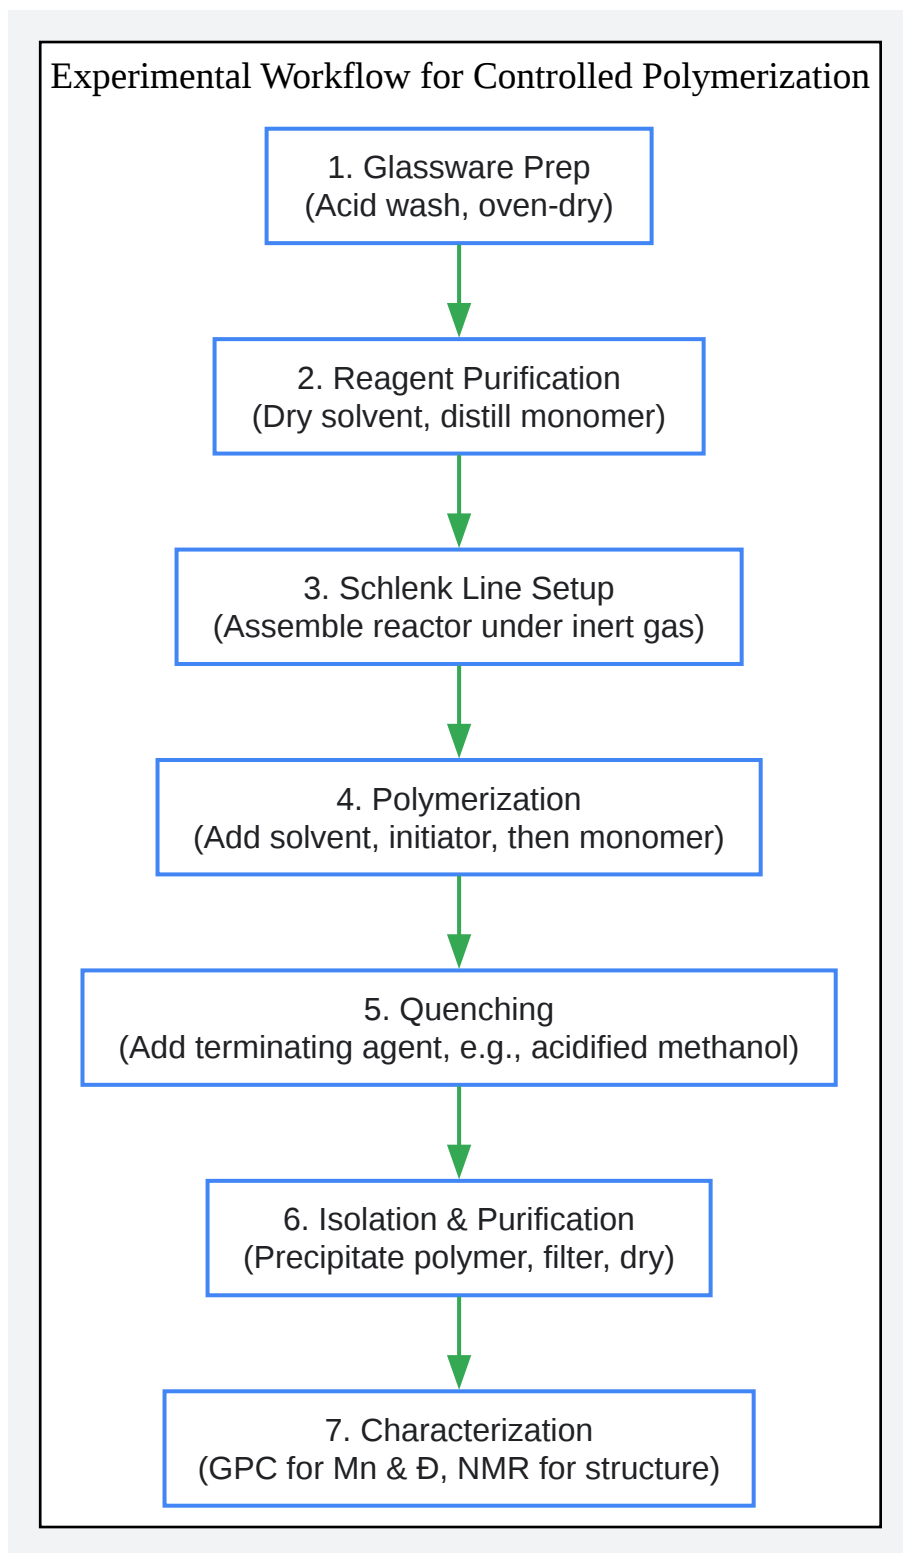 Experimental Workflow for Controlled Polymerization
1. Glassware Prep
(Acid wash, oven-dry)
2. Reagent Purification
(Dry solvent, distill monomer)
3. Schlenk Line Setup
(Assemble reactor under inert gas)
4. Polymerization
(Add solvent, initiator, then monomer)
5. Quenching
(Add terminating agent, e.g., acidified methanol)
6. Isolation & Purification
(Precipitate polymer, filter, dry)
7. Characterization
(GPC for Mn & Đ, NMR for structure)